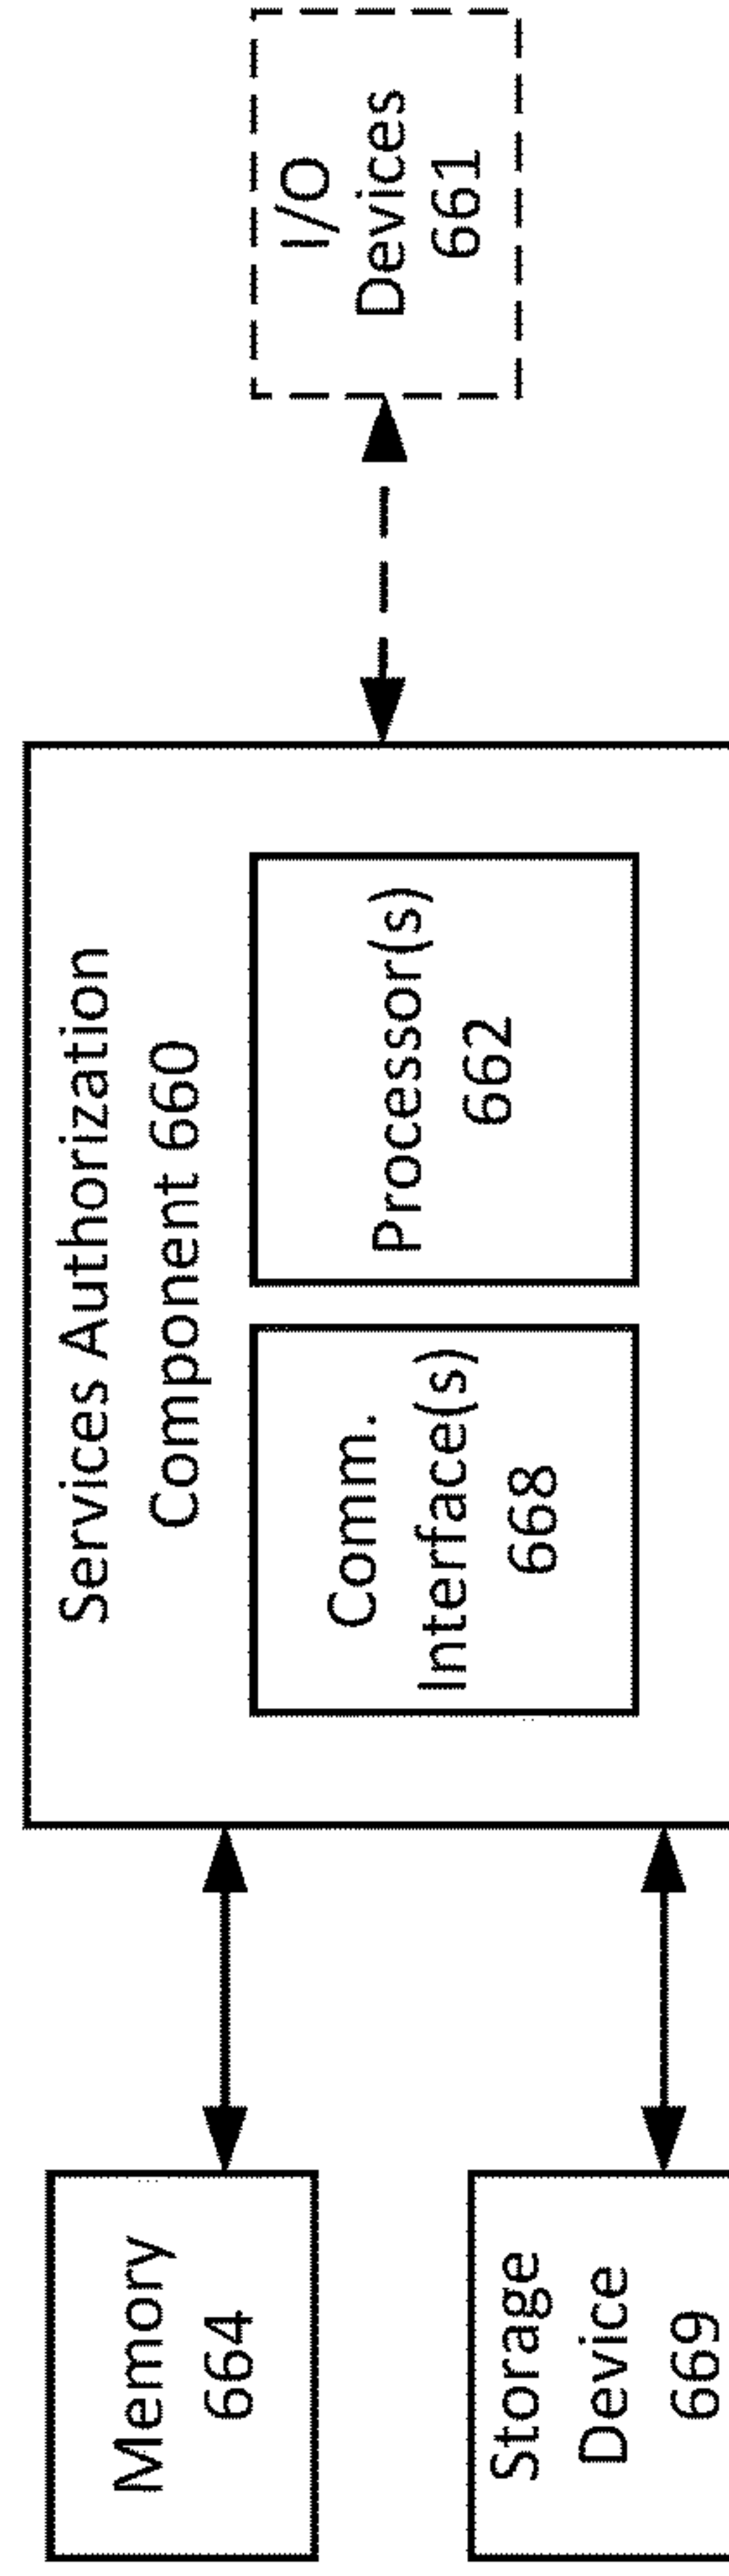 Services Authorization
Component 660
Memory
664
Comm.
Interface(s)
668
Processor(s)
662
I/O
Devices
661
Storage
Device
669